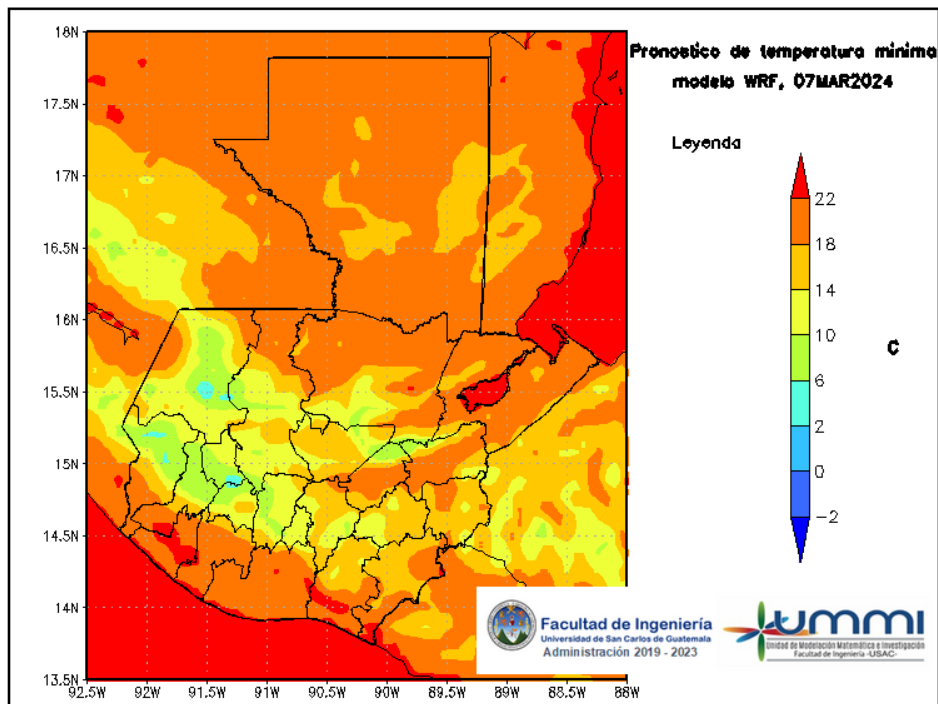 Pronostico de temperatura minima
modelo WRF, 07MAR2024
Leyenda
22
18
14
10
6
2
0
−2
C
18N
17.5N
17N
16.5N
16N
15.5N
15N
14.5N
14N
13.5N
92.5W 92W 91.5W 91W 90.5W 90W 89.5W 89W 88.5W 88W
Facultad de Ingeniería
Universidad de San Carlos de Guatemala
Administración 2019 - 2023
UMMI
Unidad de Modelación Matemática e Investigación
Facultad de Ingeniería -USAC-